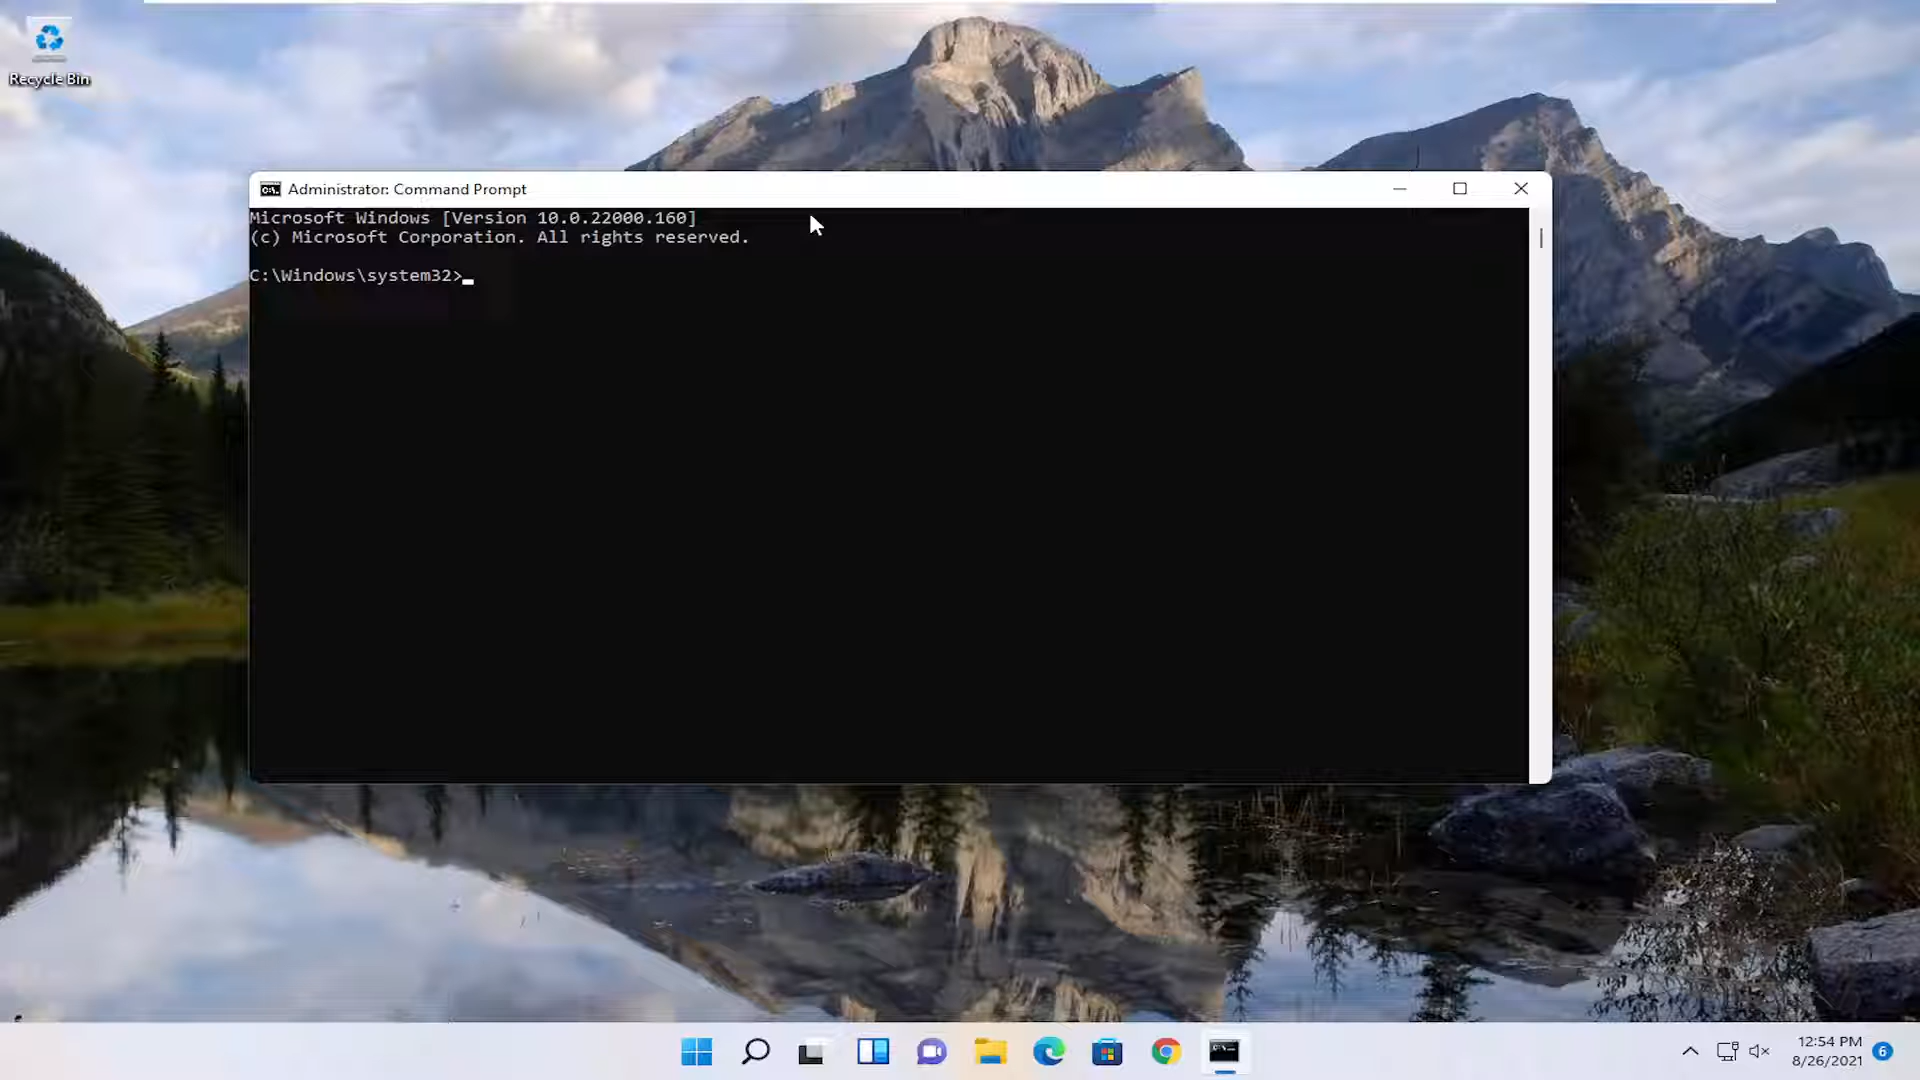 Recycle Bin
Administrator: Command Prompt
Microsoft Windows [Version 10.0.22000.160]
(c) Microsoft Corporation. All rights reserved.
C:\Windows\system32>
12:54 PM
8/26/2021
6